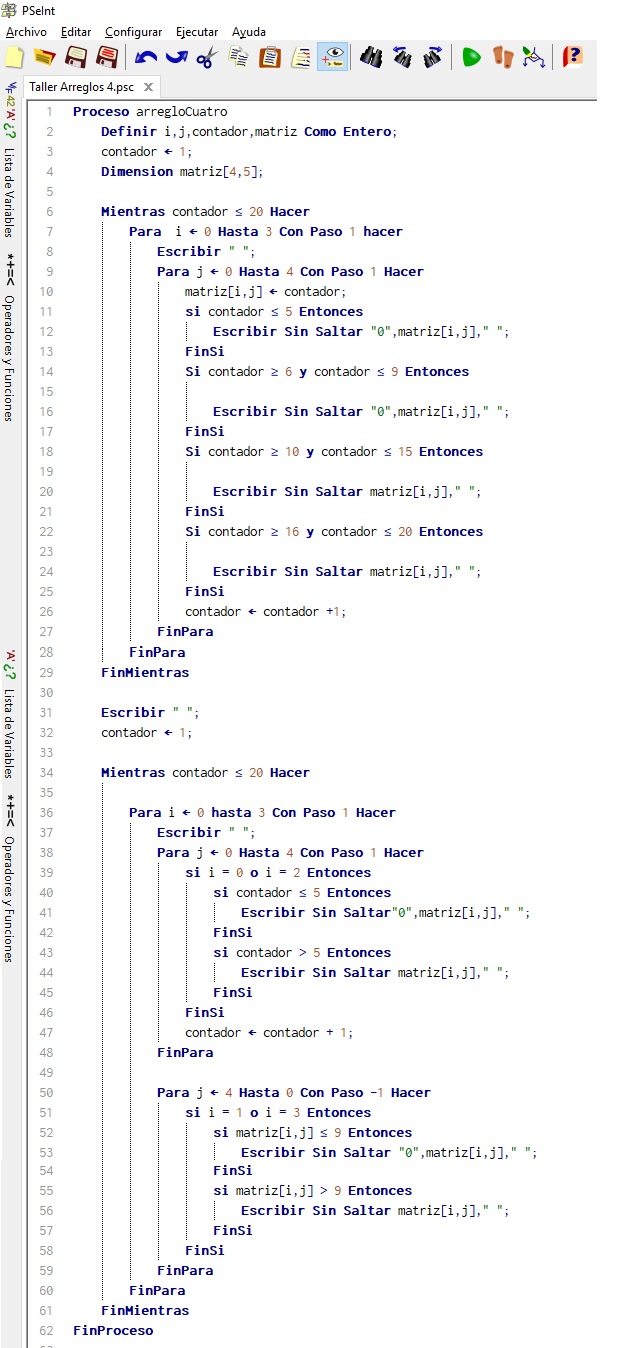 PSeInt
Archivo Editar Configurar Ejecutar Ayuda
Taller Arreglos 4.psc X
Lista de Variables
Operadores y Funciones
Lista de Variables
Operadores y Funciones
1 Proceso arregloCuatro
2 Definir i,j,contador,matriz Como Entero;
3 contador ← 1;
4 Dimension matriz[4,5];
5
6 Mientras contador ≤ 20 Hacer
7 Para i ← 0 Hasta 3 Con Paso 1 hacer
8 Escribir " ";
9 Para j ← 0 Hasta 4 Con Paso 1 Hacer
10 matriz[i,j] ← contador;
11 si contador ≤ 5 Entonces
12 Escribir Sin Saltar "0",matriz[i,j]," ";
13 FinSi
14 Si contador ≥ 6 y contador ≤ 9 Entonces
15
16 Escribir Sin Saltar "0",matriz[i,j]," ";
17 FinSi
18 Si contador ≥ 10 y contador ≤ 15 Entonces
19
20 Escribir Sin Saltar matriz[i,j]," ";
21 FinSi
22 Si contador ≥ 16 y contador ≤ 20 Entonces
23
24 Escribir Sin Saltar matriz[i,j]," ";
25 FinSi
26 contador ← contador +1;
27 FinPara
28 FinPara
29 FinMientras
30
31 Escribir " ";
32 contador ← 1;
33
34 Mientras contador ≤ 20 Hacer
35
36 Para i ← 0 hasta 3 Con Paso 1 Hacer
37 Escribir " ";
38 Para j ← 0 Hasta 4 Con Paso 1 Hacer
39 si i = 0 o i = 2 Entonces
40 si contador ≤ 5 Entonces
41 Escribir Sin Saltar"0",matriz[i,j]," ";
42 FinSi
43 si contador > 5 Entonces
44 Escribir Sin Saltar matriz[i,j]," ";
45 FinSi
46 FinSi
47 contador ← contador + 1;
48 FinPara
49
50 Para j ← 4 Hasta 0 Con Paso -1 Hacer
51 si i = 1 o i = 3 Entonces
52 si matriz[i,j] ≤ 9 Entonces
53 Escribir Sin Saltar "0",matriz[i,j]," ";
54 FinSi
55 si matriz[i,j] > 9 Entonces
56 Escribir Sin Saltar matriz[i,j]," ";
57 FinSi
58 FinSi
59 FinPara
60 FinPara
61 FinMientras
62 FinProceso